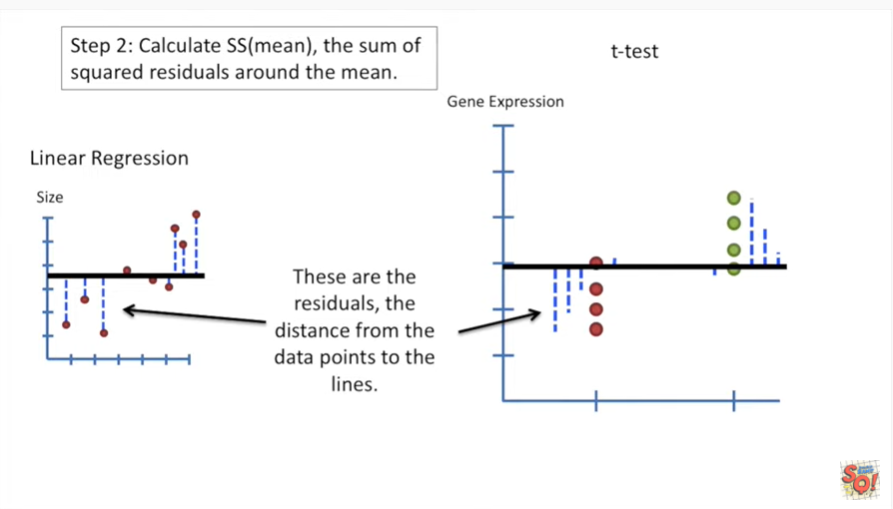 Step 2: Calculate SS(mean), the sum of
squared residuals around the mean.
t-test
Gene Expression
Linear Regression
Size
These are the
residuals, the
distance from the
data points to the
lines.
SQ!